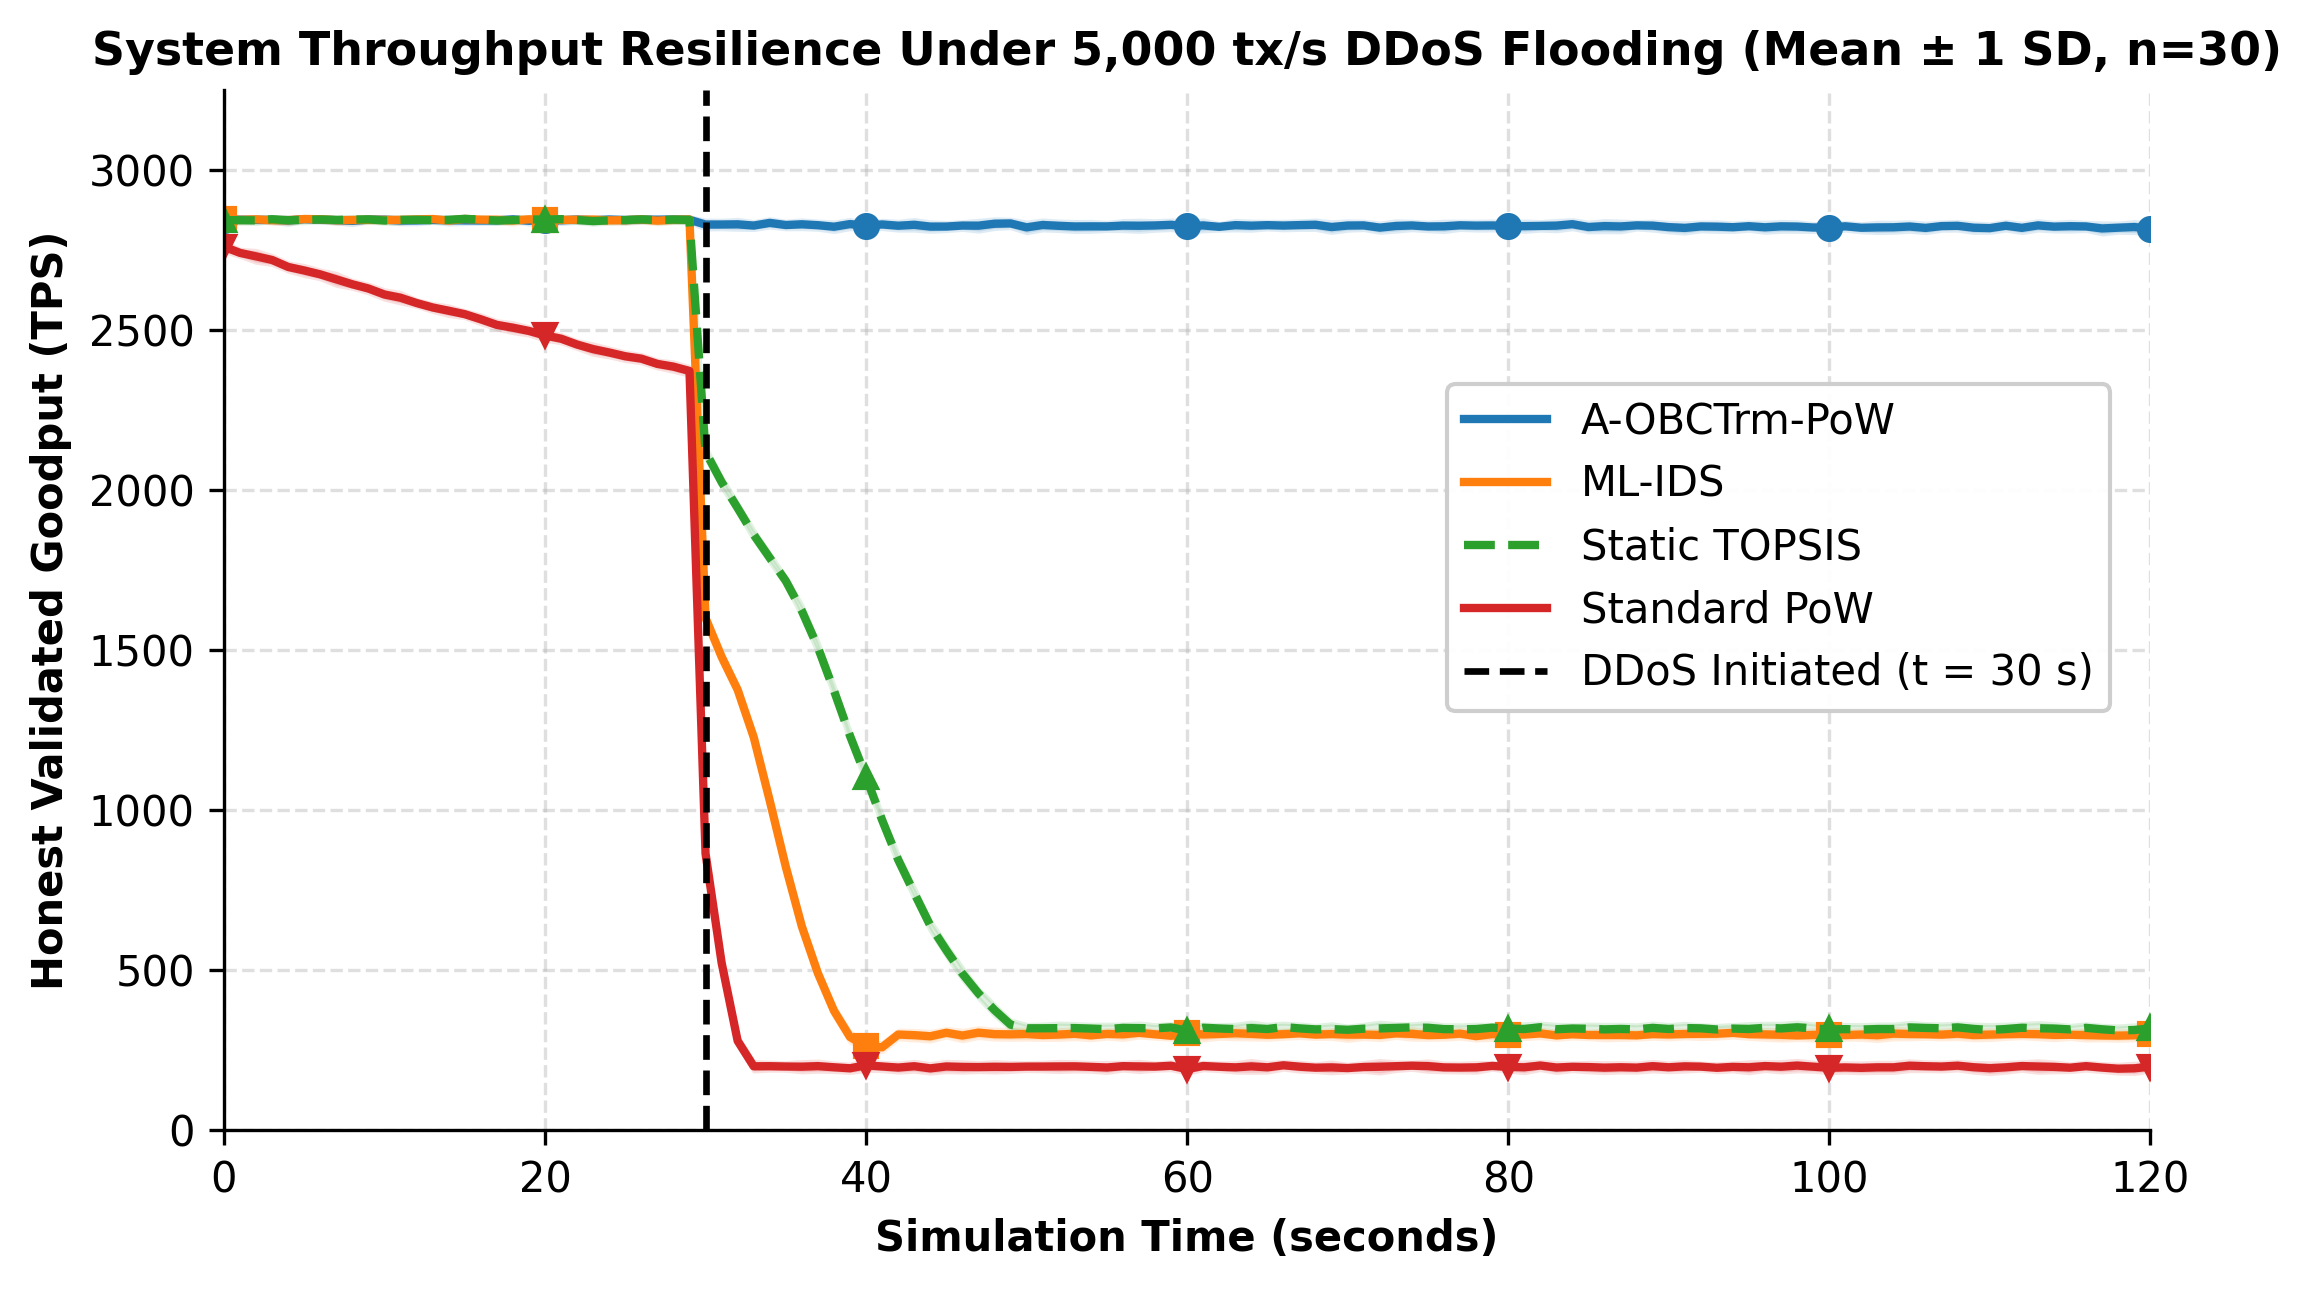 System Throughput Resilience Under 5,000 tx/s DDoS Flooding (Mean ± 1 SD, n=30)
Honest Validated Goodput (TPS)
3000
2500
2000
1500
1000
500
0
A-OBCTrm-PoW
ML-IDS
Static TOPSIS
Standard PoW
DDoS Initiated (t = 30 s)
0 20 40 60 80 100 120
Simulation Time (seconds)